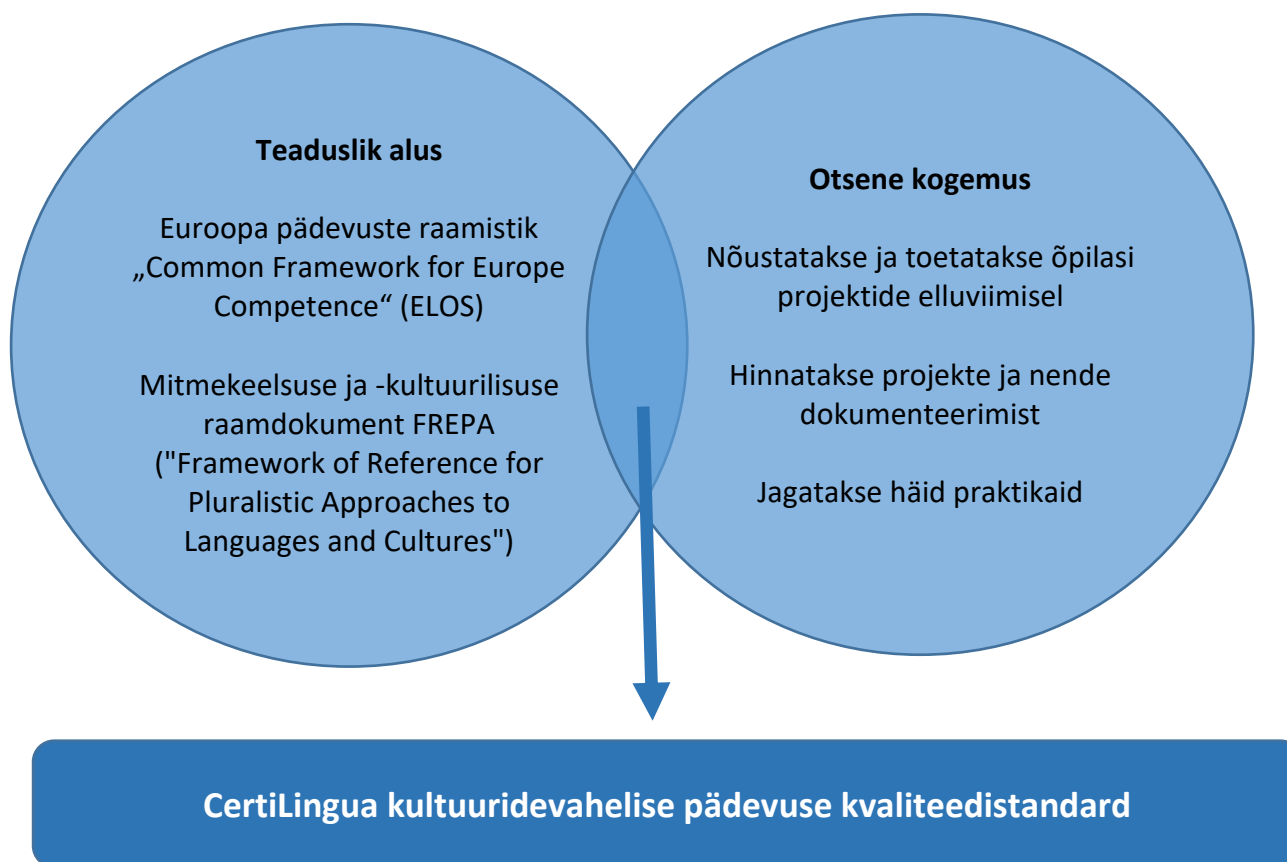 Teaduslik alus
Euroopa pädevuste raamistik
„Common Framework for Europe
Competence“ (ELOS)
Mitmekeelsuse ja -kultuurilisuse
raamdokument FREPA
("Framework of Reference for
Pluralistic Approaches to
Languages and Cultures")
Otsene kogemus
Nõustatakse ja toetatakse õpilasi
projektide elluviimisel
Hinnatakse projekte ja nende
dokumenteerimist
Jagatakse häid praktikaid
CertiLingua kultuuridevahelise pädevuse kvaliteedistandard